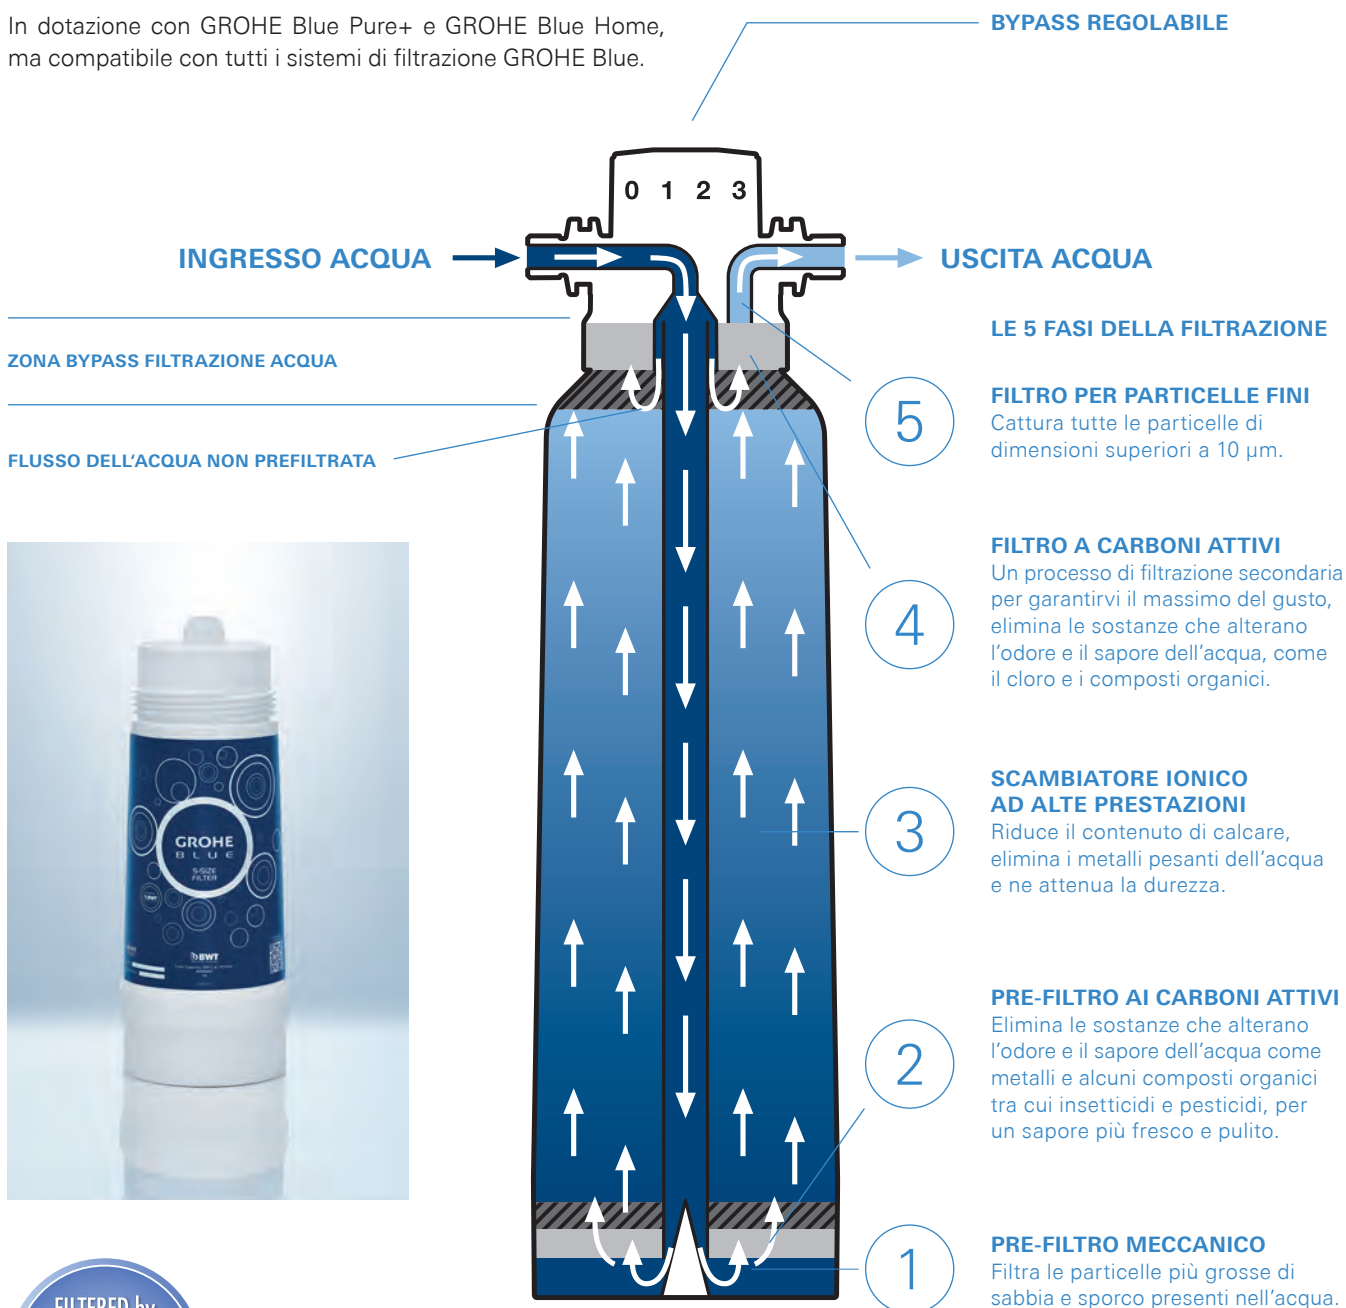 In dotazione con GROHE Blue Pure+ e GROHE Blue Home,
ma compatibile con tutti i sistemi di filtrazione GROHE Blue.
BYPASS REGOLABILE
0 1 2 3
INGRESSO ACQUA
USCITA ACQUA
ZONA BYPASS FILTRAZIONE ACQUA
FLUSSO DELL'ACQUA NON PREFILTRATA
LE 5 FASI DELLA FILTRAZIONE
5
FILTRO PER PARTICELLE FINI
Cattura tutte le particelle di
dimensioni superiori a 10 µm.
4
FILTRO A CARBONI ATTIVI
Un processo di filtrazione secondaria
per garantirvi il massimo del gusto,
elimina le sostanze che alterano
l'odore e il sapore dell'acqua, come
il cloro e i composti organici.
3
SCAMBIATORE IONICO
AD ALTE PRESTAZIONI
Riduce il contenuto di calcare,
elimina i metalli pesanti dell'acqua
e ne attenua la durezza.
2
PRE-FILTRO AI CARBONI ATTIVI
Elimina le sostanze che alterano
l'odore e il sapore dell'acqua come
metalli e alcuni composti organici
tra cui insetticidi e pesticidi, per
un sapore più fresco e pulito.
1
PRE-FILTRO MECCANICO
Filtra le particelle più grosse di
sabbia e sporco presenti nell'acqua.
GROHE
BLUE
S-SIZE
FILTER
BWT
FILTERED by